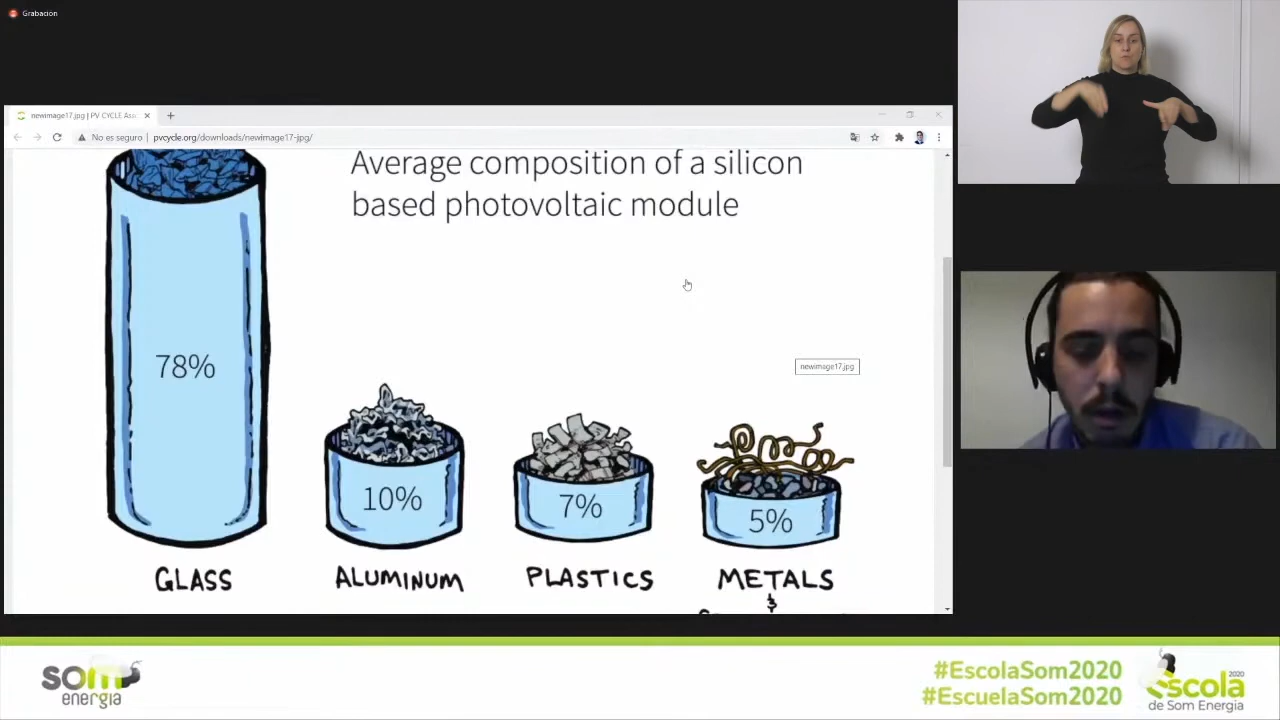 Grabación
newimage17.jpg | PV CYCLE Asso
No es seguro | pvcycle.org/downloads/newimage17-jpg/
Average composition of a silicon
based photovoltaic module
newimage17.jpg
78%
10%
7%
5%
GLASS
ALUMINUM
PLASTICS
METALS
&
som
energia
#EscolaSom2020
#EscuelaSom2020
2020
escola
de Som Energia